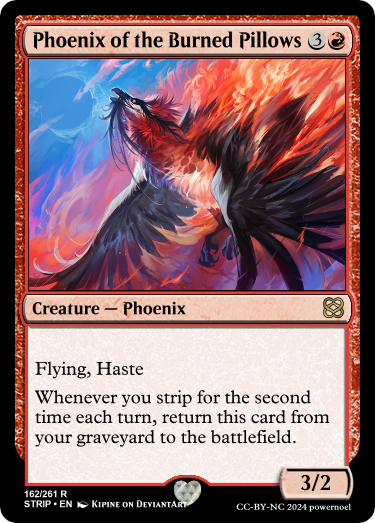 Phoenix of the Burned Pillows 3
Creature — Phoenix
Flying, Haste
Whenever you strip for the second
time each turn, return this card from
your graveyard to the battlefield.
3/2
162/261 R
STRIP • EN Kipine on DeviantArt
CC-BY-NC 2024 powernoel